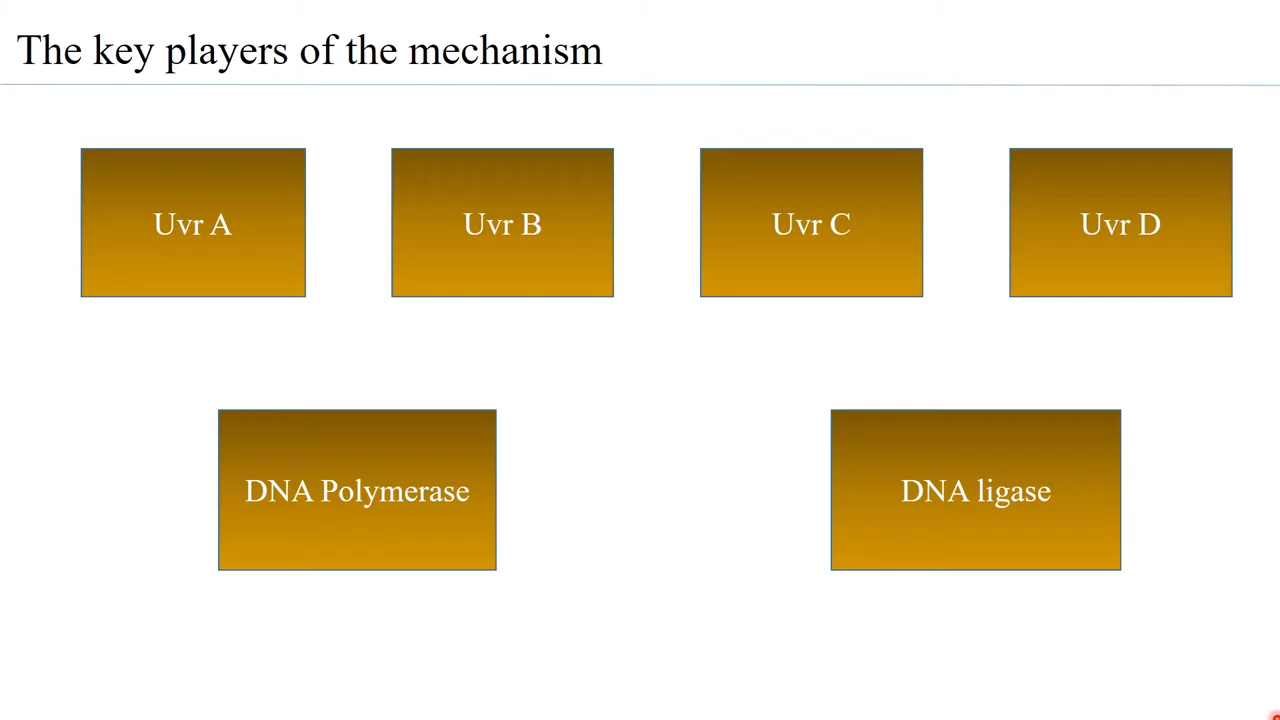 The key players of the mechanism
Uvr A
Uvr B
Uvr C
Uvr D
DNA Polymerase
DNA ligase